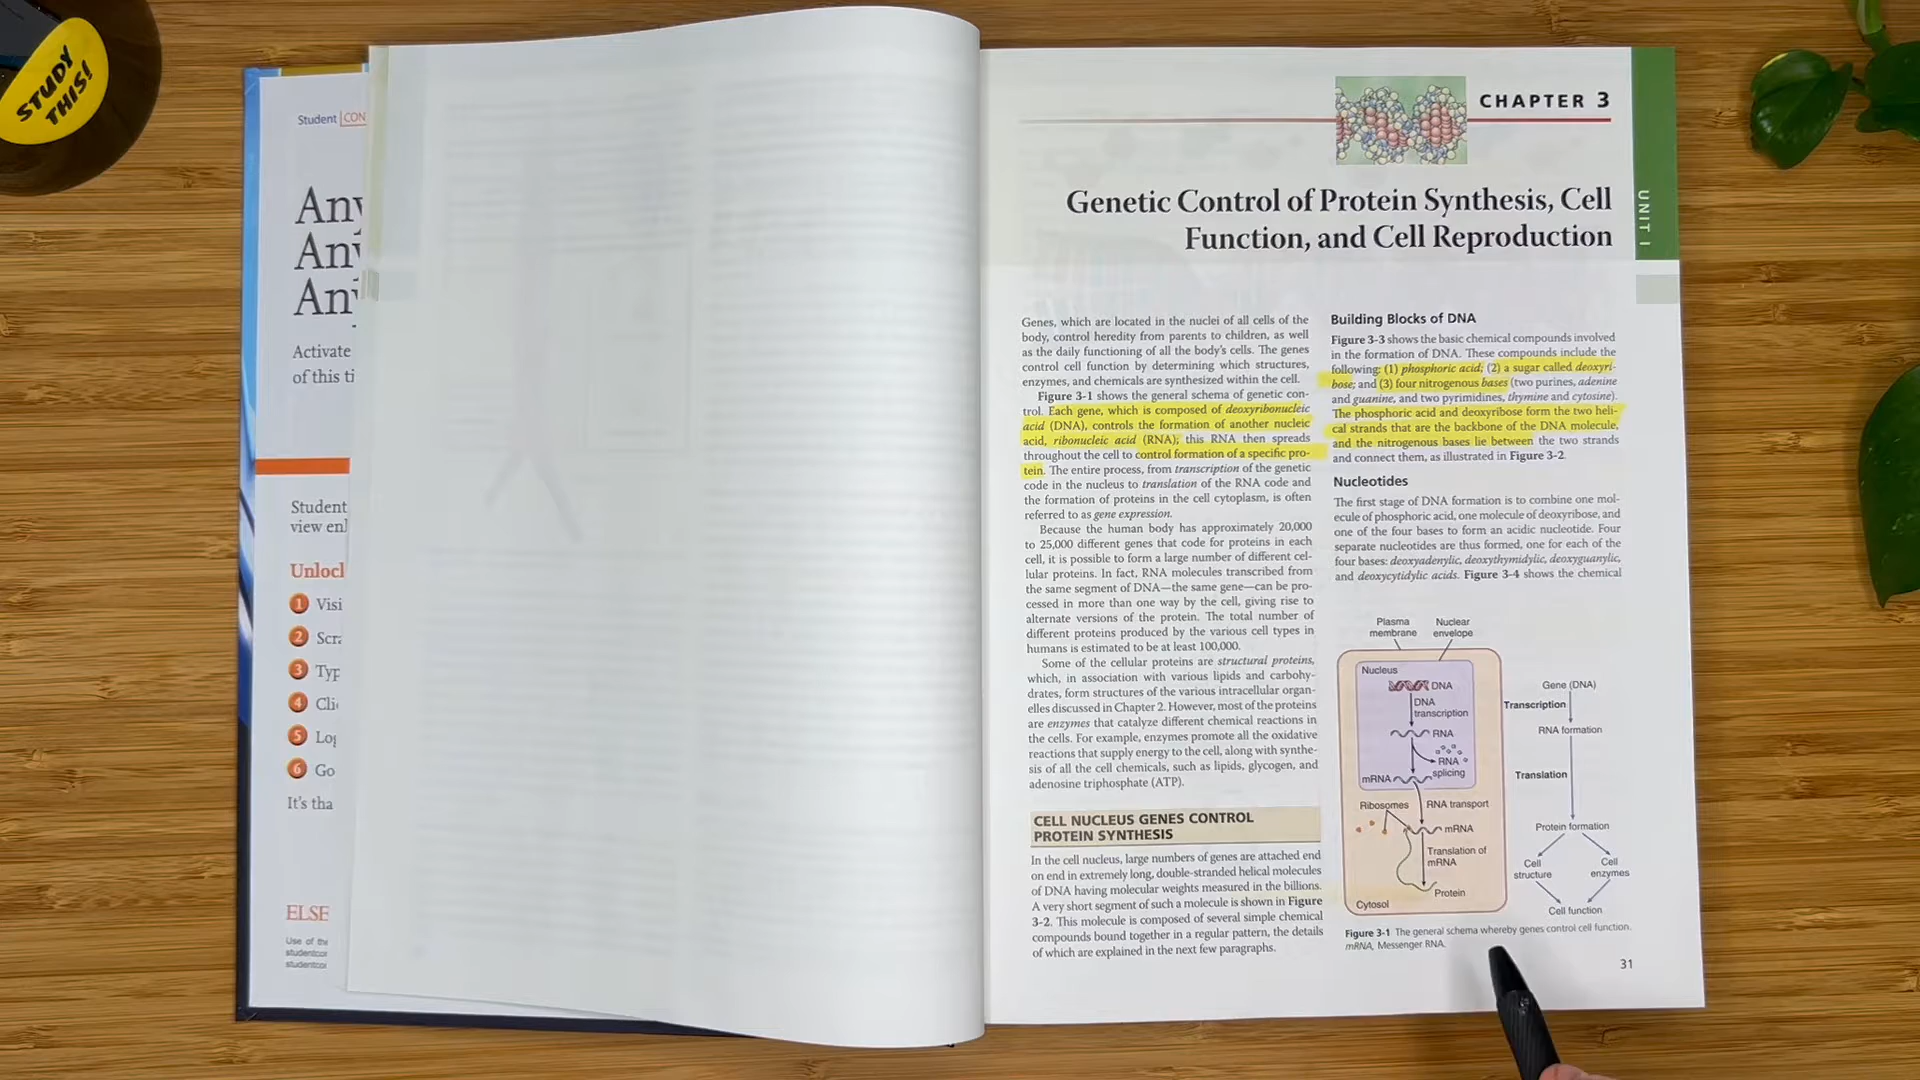 STUDY
THIS!
Student CON
Any
Any
Any
Activate
of this ti
Student
view enl
Unlocl
1 Visi
2 Scra
3 Typ
4 Clic
5 Log
6 Go
It's tha
ELSE
Use of the
studentcor
studentcor
CHAPTER 3
UNIT I
Genetic Control of Protein Synthesis, Cell
Function, and Cell Reproduction
Genes, which are located in the nuclei of all cells of the
body, control heredity from parents to children, as well
as the daily functioning of all the body's cells. The genes
control cell function by determining which structures,
enzymes, and chemicals are synthesized within the cell.
Figure 3-1 shows the general schema of genetic con-
trol. Each gene, which is composed of deoxyribonucleic
acid (DNA), controls the formation of another nucleic
acid, ribonucleic acid (RNA); this RNA then spreads
throughout the cell to control formation of a specific pro-
tein. The entire process, from transcription of the genetic
code in the nucleus to translation of the RNA code and
the formation of proteins in the cell cytoplasm, is often
referred to as gene expression.
Because the human body has approximately 20,000
to 25,000 different genes that code for proteins in each
cell, it is possible to form a large number of different cel-
lular proteins. In fact, RNA molecules transcribed from
the same segment of DNA—the same gene—can be pro-
cessed in more than one way by the cell, giving rise to
alternate versions of the protein. The total number of
different proteins produced by the various cell types in
humans is estimated to be at least 100,000.
Some of the cellular proteins are structural proteins,
which, in association with various lipids and carbohy-
drates, form structures of the various intracellular organ-
elles discussed in Chapter 2. However, most of the proteins
are enzymes that catalyze different chemical reactions in
the cells. For example, enzymes promote all the oxidative
reactions that supply energy to the cell, along with synthe-
sis of all the cell chemicals, such as lipids, glycogen, and
adenosine triphosphate (ATP).
CELL NUCLEUS GENES CONTROL
PROTEIN SYNTHESIS
In the cell nucleus, large numbers of genes are attached end
on end in extremely long, double-stranded helical molecules
of DNA having molecular weights measured in the billions.
A very short segment of such a molecule is shown in Figure
3-2. This molecule is composed of several simple chemical
compounds bound together in a regular pattern, the details
of which are explained in the next few paragraphs.
Building Blocks of DNA
Figure 3-3 shows the basic chemical compounds involved
in the formation of DNA. These compounds include the
following: (1) phosphoric acid; (2) a sugar called deoxyri-
bose; and (3) four nitrogenous bases (two purines, adenine
and guanine, and two pyrimidines, thymine and cytosine).
The phosphoric acid and deoxyribose form the two heli-
cal strands that are the backbone of the DNA molecule,
and the nitrogenous bases lie between the two strands
and connect them, as illustrated in Figure 3-2.
Nucleotides
The first stage of DNA formation is to combine one mol-
ecule of phosphoric acid, one molecule of deoxyribose, and
one of the four bases to form an acidic nucleotide. Four
separate nucleotides are thus formed, one for each of the
four bases: deoxyadenylic, deoxythymidylic, deoxyguanylic,
and deoxycytidylic acids. Figure 3-4 shows the chemical
Plasma
membrane
Nuclear
envelope
Nucleus
DNA
DNA
transcription
RNA
RNA
splicing
mRNA
Ribosomes
RNA transport
mRNA
Translation of
mRNA
Protein
Cytosol
Gene (DNA)
Transcription
RNA formation
Translation
Protein formation
Cell
structure
Cell
enzymes
Cell function
Figure 3-1 The general schema whereby genes control cell function.
mRNA, Messenger RNA.
31